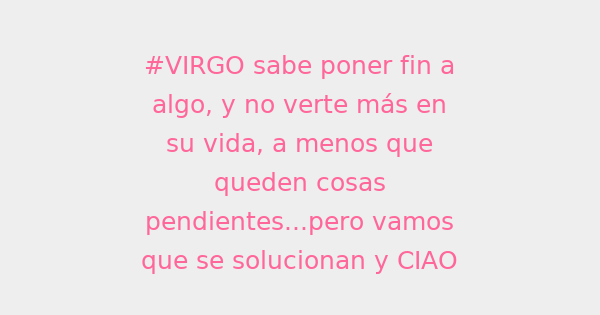 #VIRGO sabe poner fin a
algo, y no verte más en
su vida, a menos que
queden cosas
pendientes...pero vamos
que se solucionan y CIAO